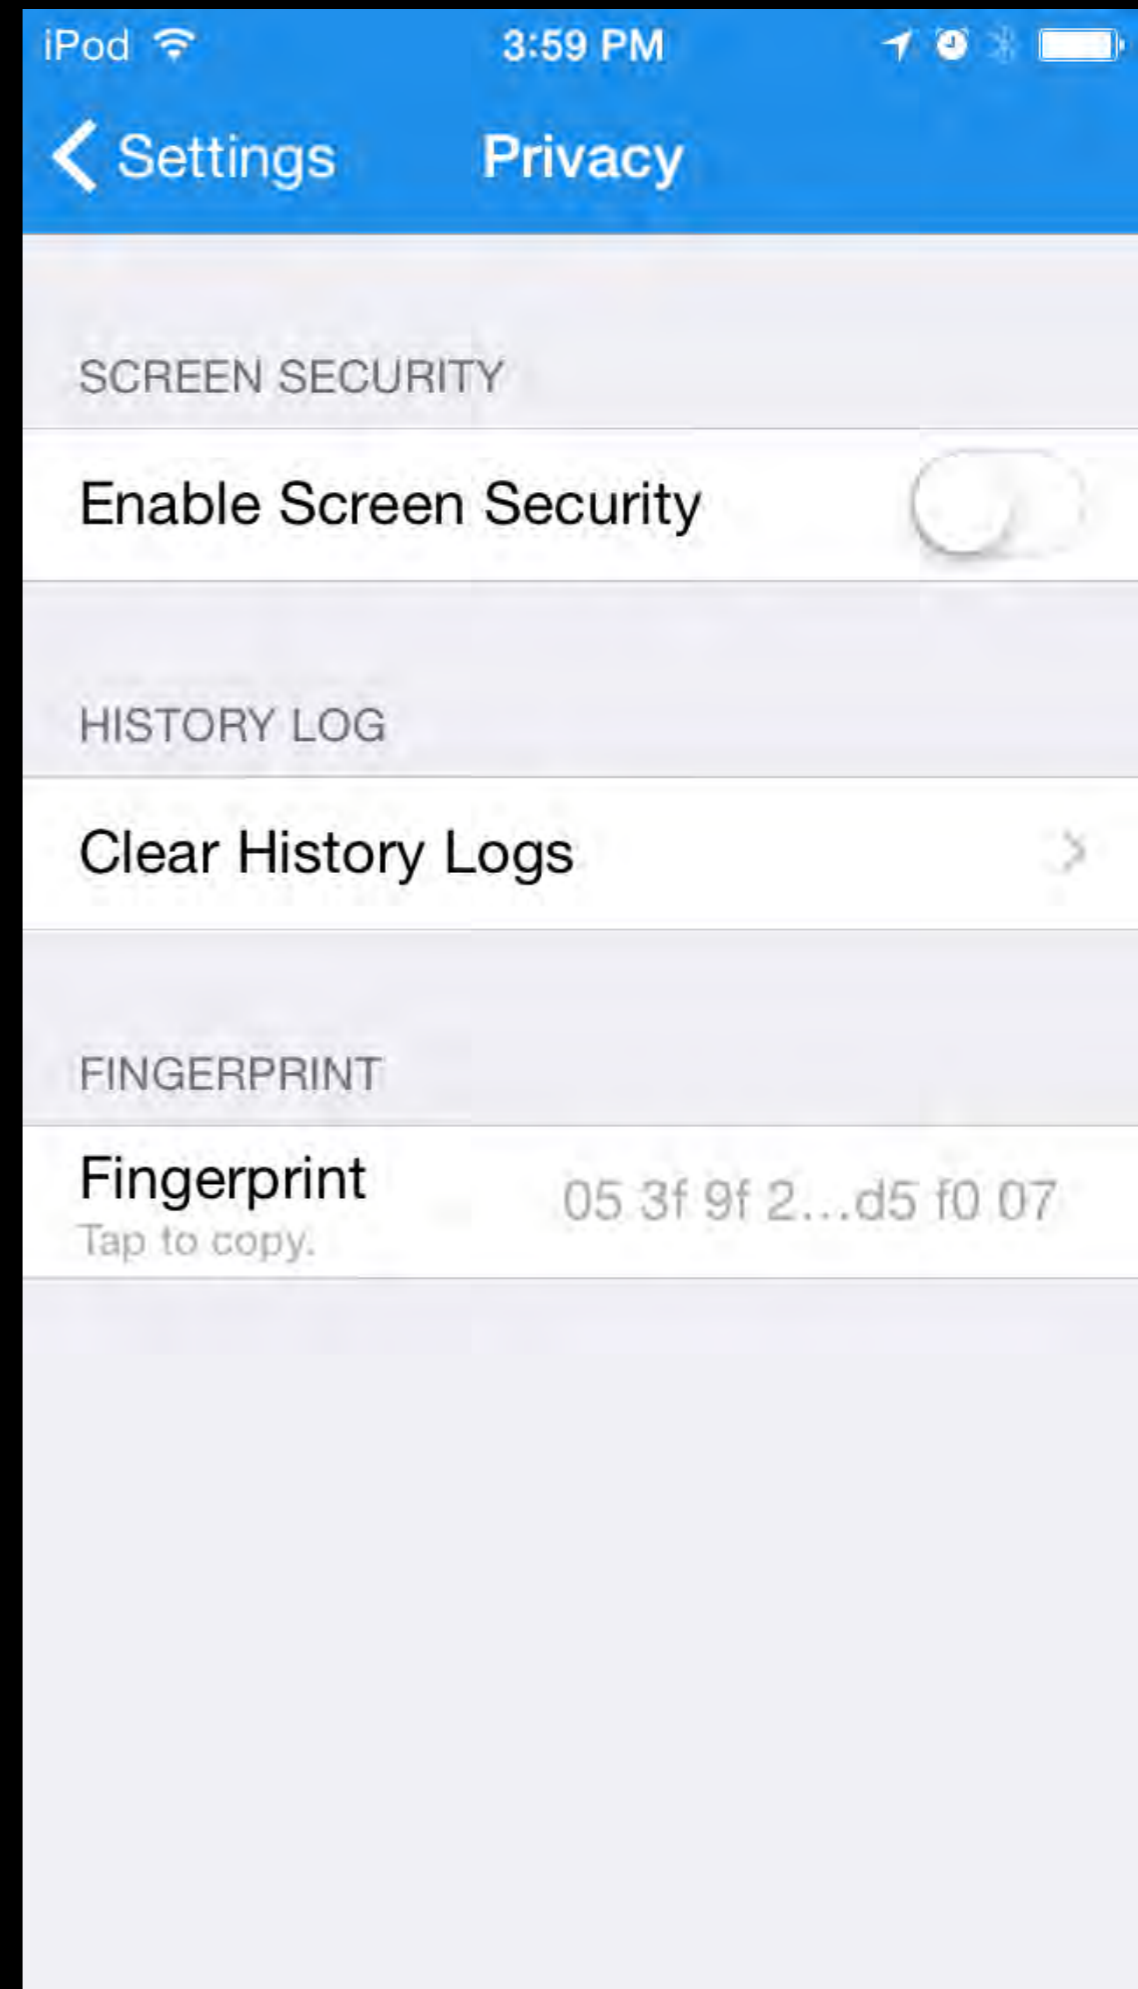 iPod 3:59 PM
Settings Privacy
SCREEN SECURITY
Enable Screen Security
HISTORY LOG
Clear History Logs
FINGERPRINT
Fingerprint 05 3f 9f 2...d5 f0 07
Tap to copy.